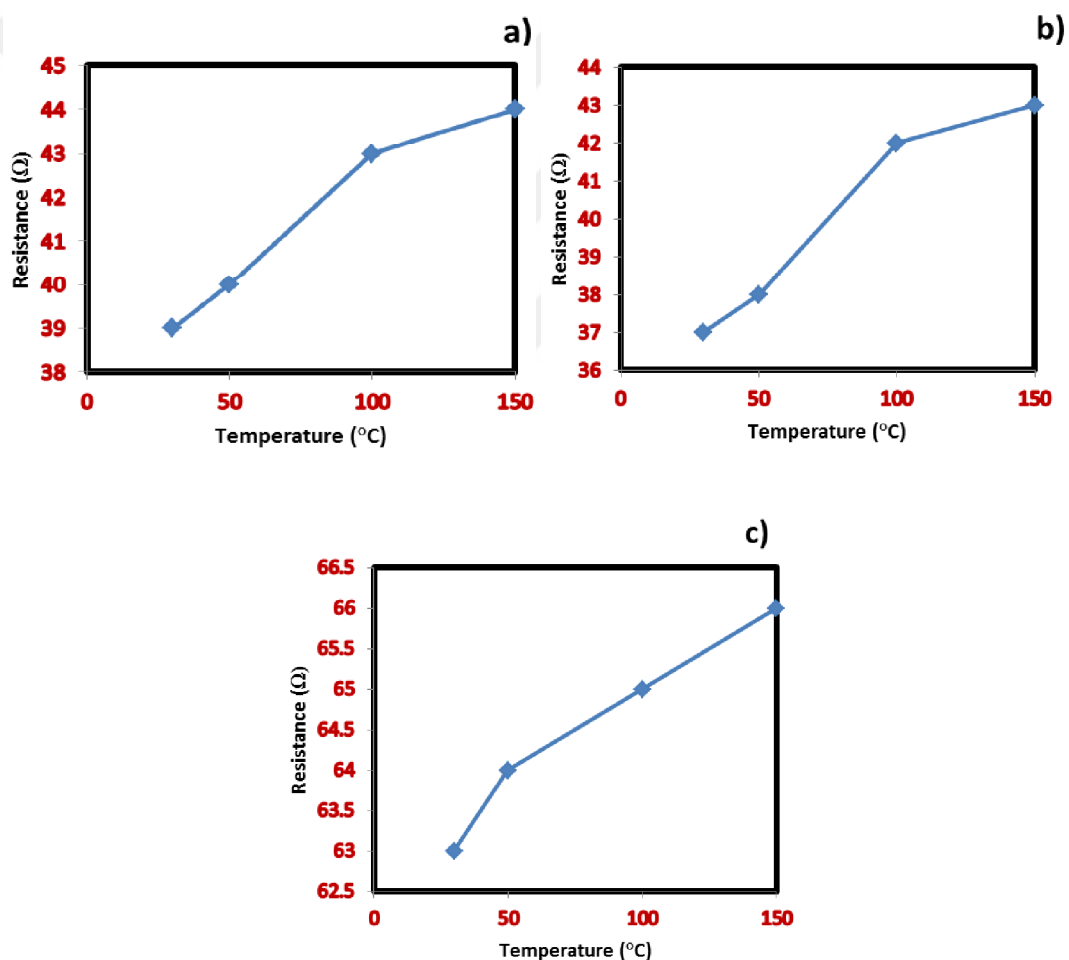 a)
45
44
43
42
41
40
39
38
0 50 100 150
Resistance (Ω)
Temperature (°C)
b)
44
43
42
41
40
39
38
37
36
0 50 100 150
Resistance (Ω)
Temperature (°C)
c)
66.5
66
65.5
65
64.5
64
63.5
63
62.5
0 50 100 150
Resistance (Ω)
Temperature (°C)